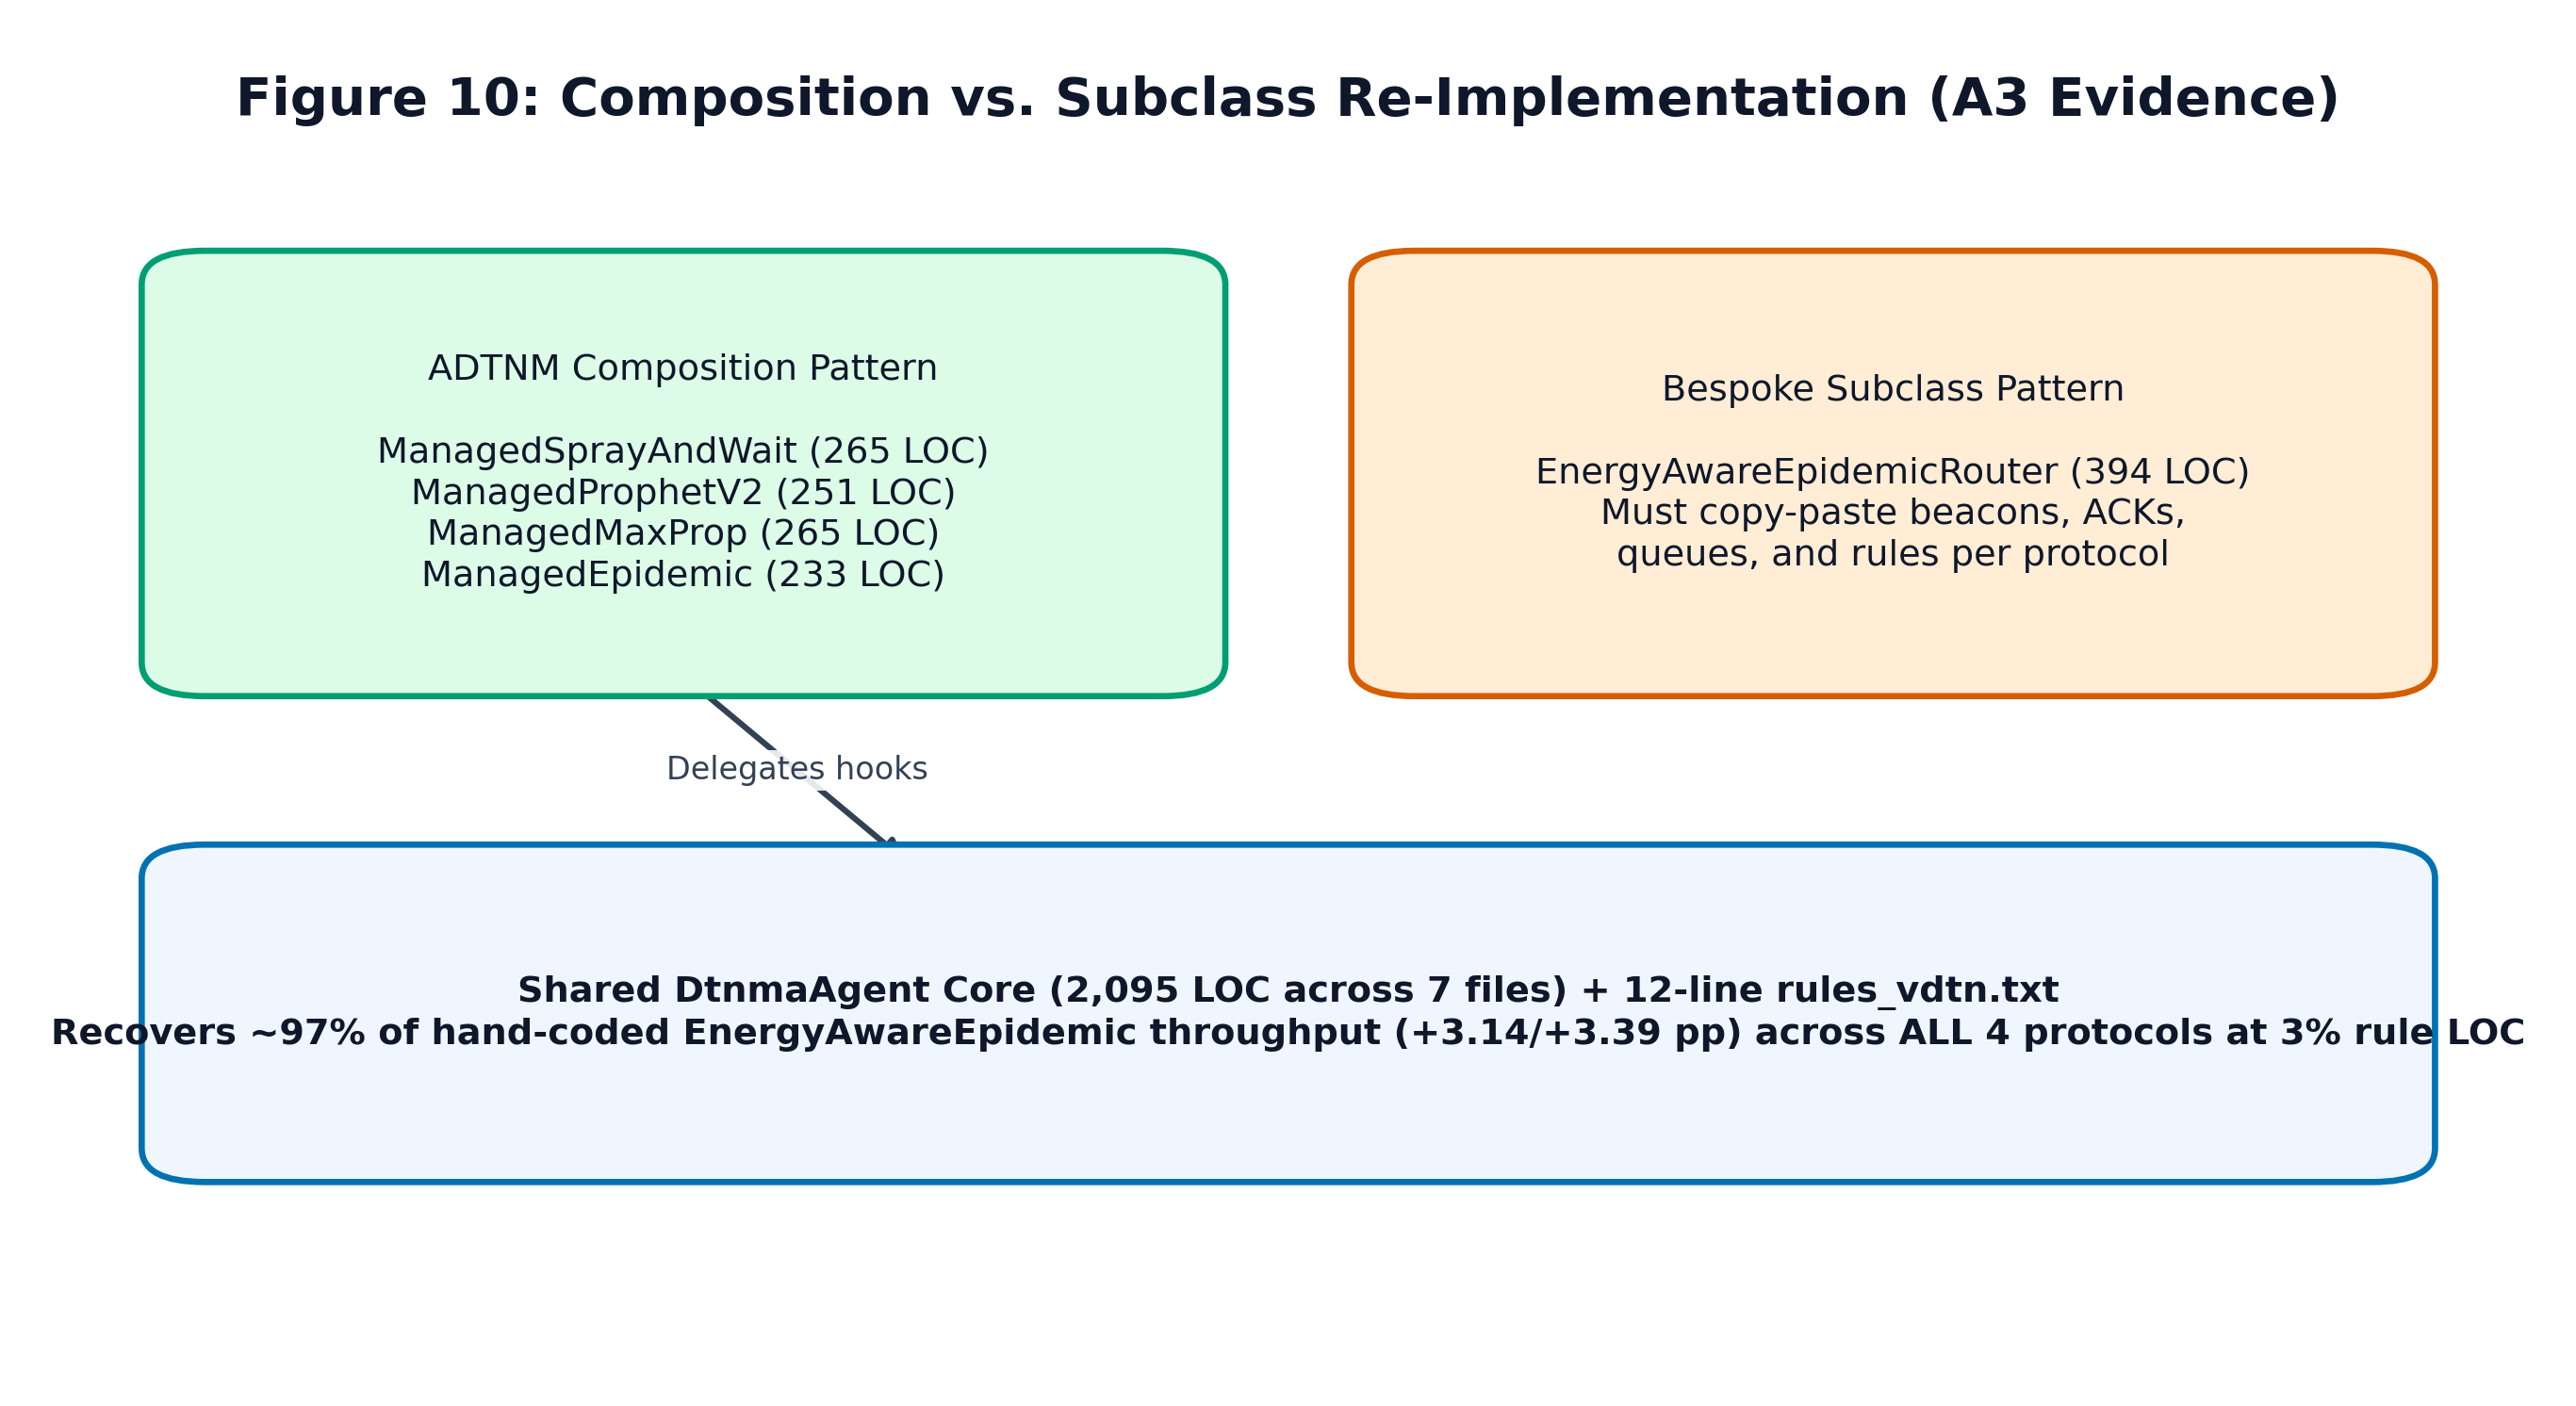 Figure 10: Composition vs. Subclass Re-Implementation (A3 Evidence)
ADTNM Composition Pattern
ManagedSprayAndWait (265 LOC)
ManagedProphetV2 (251 LOC)
ManagedMaxProp (265 LOC)
ManagedEpidemic (233 LOC)
Bespoke Subclass Pattern
EnergyAwareEpidemicRouter (394 LOC)
Must copy-paste beacons, ACKs,
queues, and rules per protocol
Delegates hooks
Shared DtnmaAgent Core (2,095 LOC across 7 files) + 12-line rules_vdtn.txt
Recovers ~97% of hand-coded EnergyAwareEpidemic throughput (+3.14/+3.39 pp) across ALL 4 protocols at 3% rule LOC